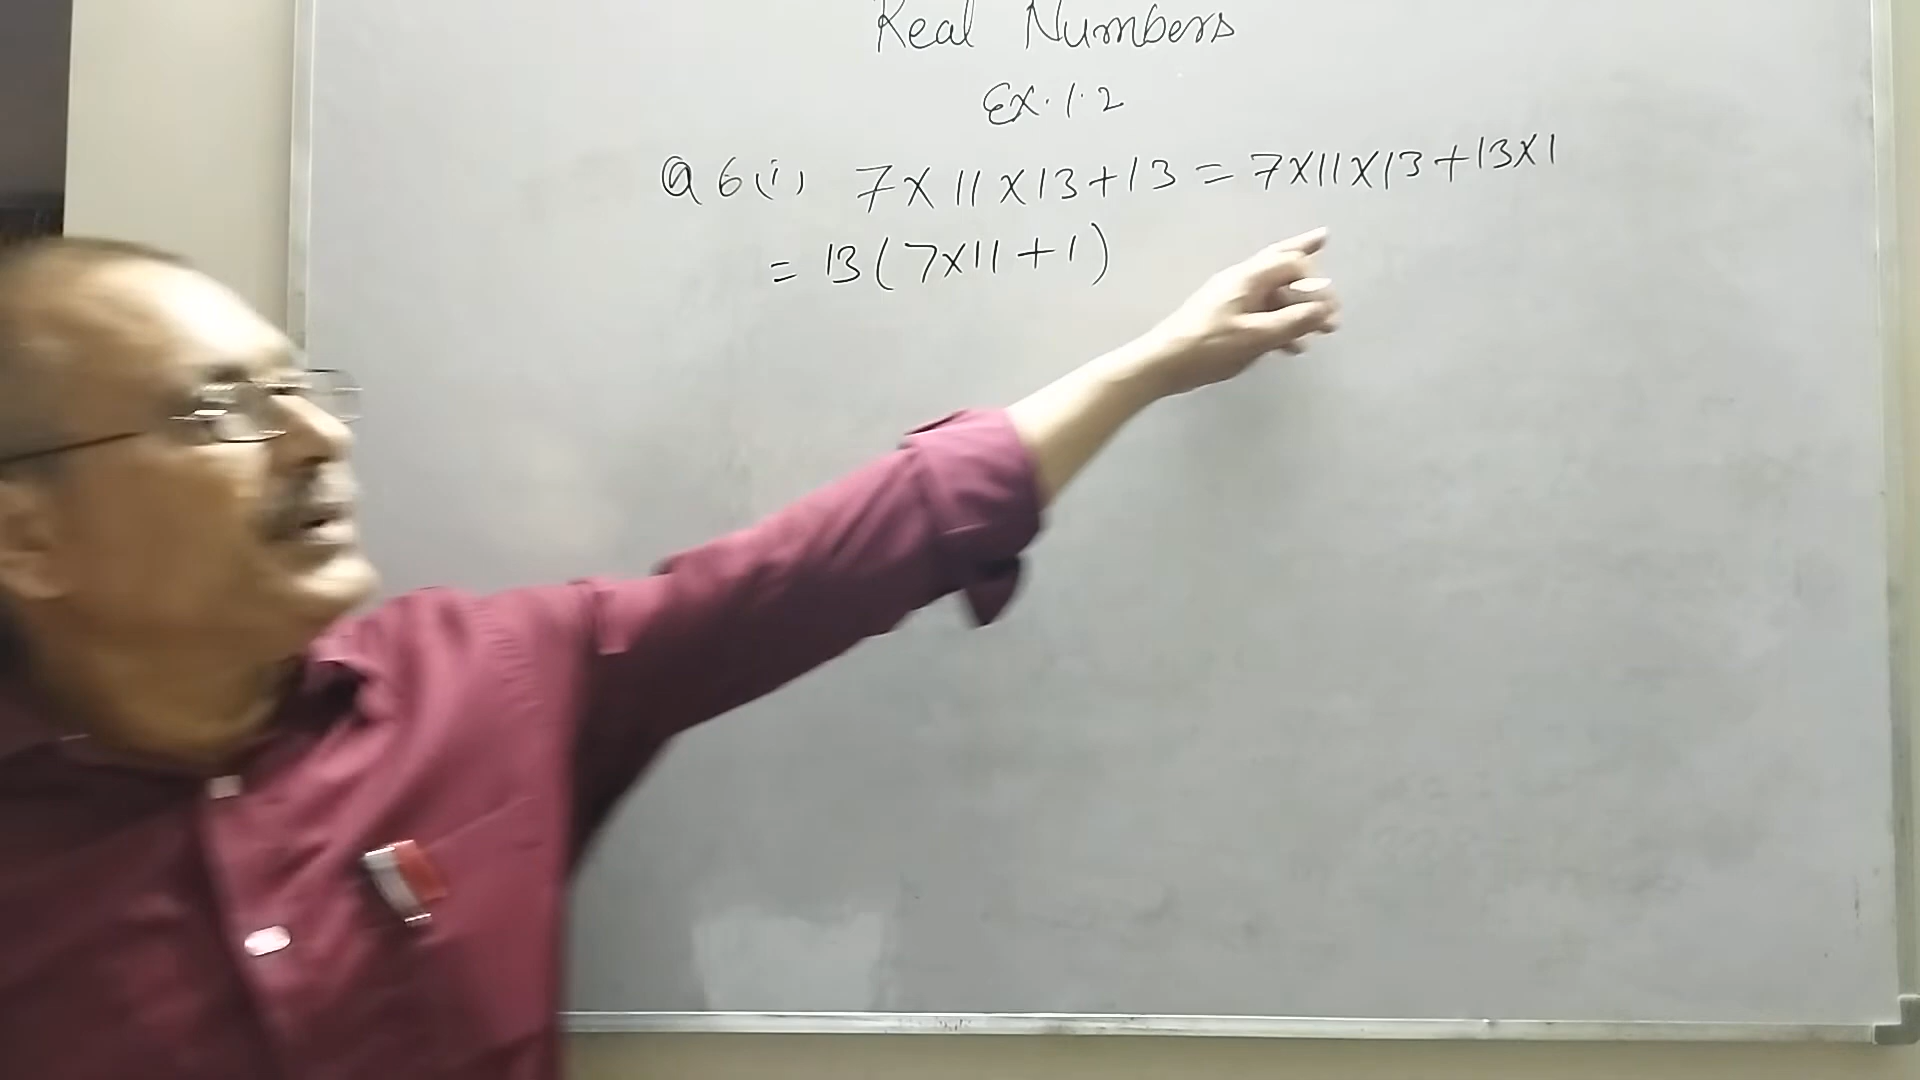 Real Numbers
Ex. 1.2
Q 6 (i) 7 × 11 × 13 + 13 = 7 × 11 × 13 + 13 × 1
= 13 (7 × 11 + 1)